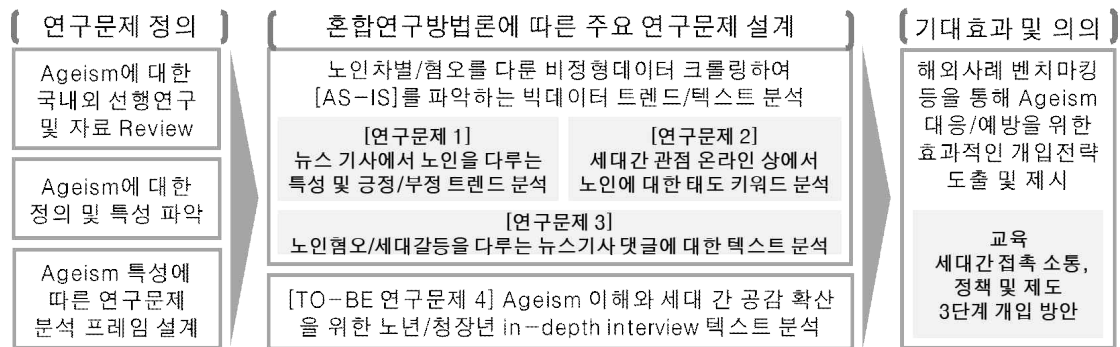 [ 연구문제 정의 ]
Ageism에 대한
국내외 선행연구
및 자료 Review
Ageism에 대한
정의 및 특성 파악
Ageism 특성에
따른 연구문제
분석 프레임 설계
[ 혼합연구방법론에 따른 주요 연구문제 설계 ]
노인차별/혐오를 다룬 비정형데이터 크롤링하여
[AS-IS]를 파악하는 빅데이터 트렌드/텍스트 분석
[연구문제 1]
뉴스 기사에서 노인을 다루는
특성 및 긍정/부정 트렌드 분석
[연구문제 2]
세대간 관점 온라인 상에서
노인에 대한 태도 키워드 분석
[연구문제 3]
노인혐오/세대갈등을 다루는 뉴스기사 댓글에 대한 텍스트 분석
[TO-BE 연구문제 4] Ageism 이해와 세대 간 공감 확산
을 위한 노년/청장년 in-depth interview 텍스트 분석
[ 기대효과 및 의의 ]
해외사례 벤치마킹
등을 통해 Ageism
대응/예방을 위한
효과적인 개입전략
도출 및 제시
교육
세대간 접촉 소통,
정책 및 제도
3단계 개입 방안